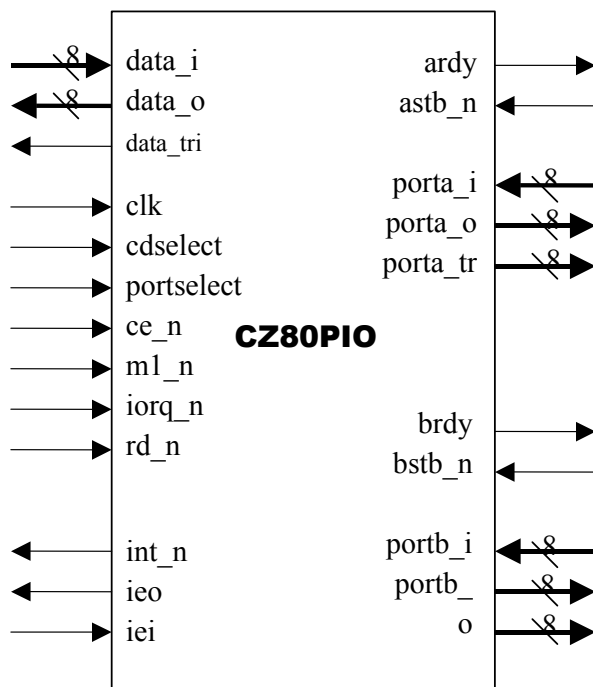 8
data_i
8
data_o
data_tri
clk
cdselect
portselect
ce_n
m1_n
iorq_n
rd_n
int_n
ieo
iei
CZ80PIO
ardy
astb_n
porta_i
8
porta_o
8
porta_tr
8
brdy
bstb_n
portb_i
8
portb_
8
o
8